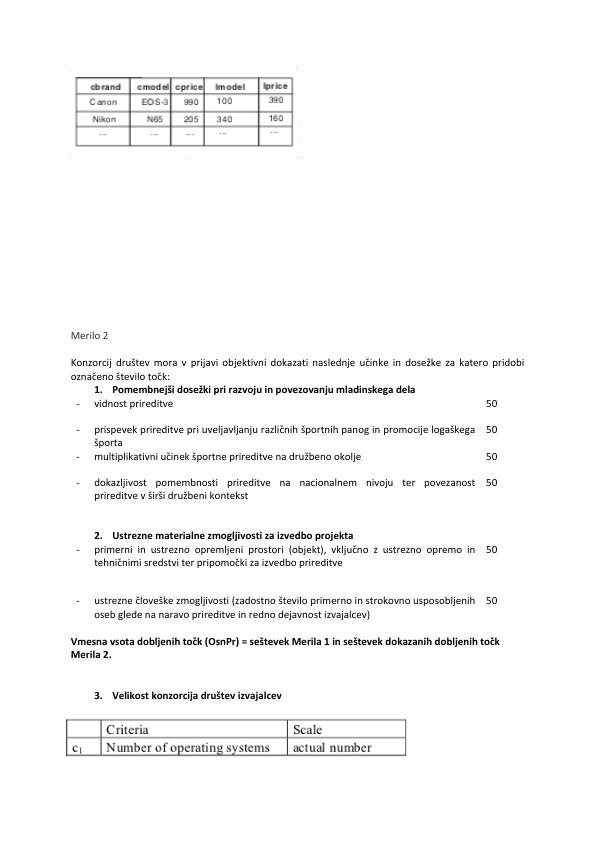 cbrand cmodel cprice lmodel lprice
Canon EOS-3 990 100 390
Nikon N65 205 340 160
... ... ... ... ...
Merilo 2
Konzorcij društev mora v prijavi objektivni dokazati naslednje učinke in dosežke za katero pridobi
označeno število točk:
1. Pomembnejši dosežki pri razvoju in povezovanju mladinskega dela
- vidnost prireditve 50
- prispevek prireditve pri uveljavljanju različnih športnih panog in promocije logaškega 50
športa
- multiplikativni učinek športne prireditve na družbeno okolje 50
- dokazljivost pomembnosti prireditve na nacionalnem nivoju ter povezanost 50
prireditve v širši družbeni kontekst
2. Ustrezne materialne zmogljivosti za izvedbo projekta
- primerni in ustrezno opremljeni prostori (objekt), vključno z ustrezno opremo in 50
tehničnimi sredstvi ter pripomočki za izvedbo prireditve
- ustrezne človeške zmogljivosti (zadostno število primerno in strokovno usposobljenih 50
oseb glede na naravo prireditve in redno dejavnost izvajalcev)
Vmesna vsota dobljenih točk (OsnPr) = seštevek Merila 1 in seštevek dokazanih dobljenih točk
Merila 2.
3. Velikost konzorcija društev izvajalcev
Criteria Scale
c1 Number of operating systems actual number